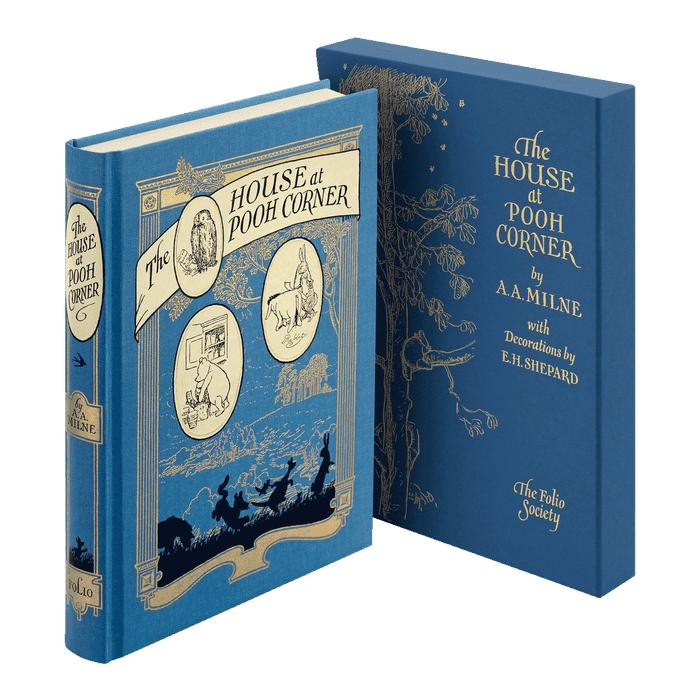 The
HOUSE
at
POOH
CORNER
by
A.A.
MILNE
FOLIO
The HOUSE at
POOH CORNER
The
HOUSE
at
POOH
CORNER
by
A.A.MILNE
with
Decorations by
E.H.SHEPARD
The Folio
Society